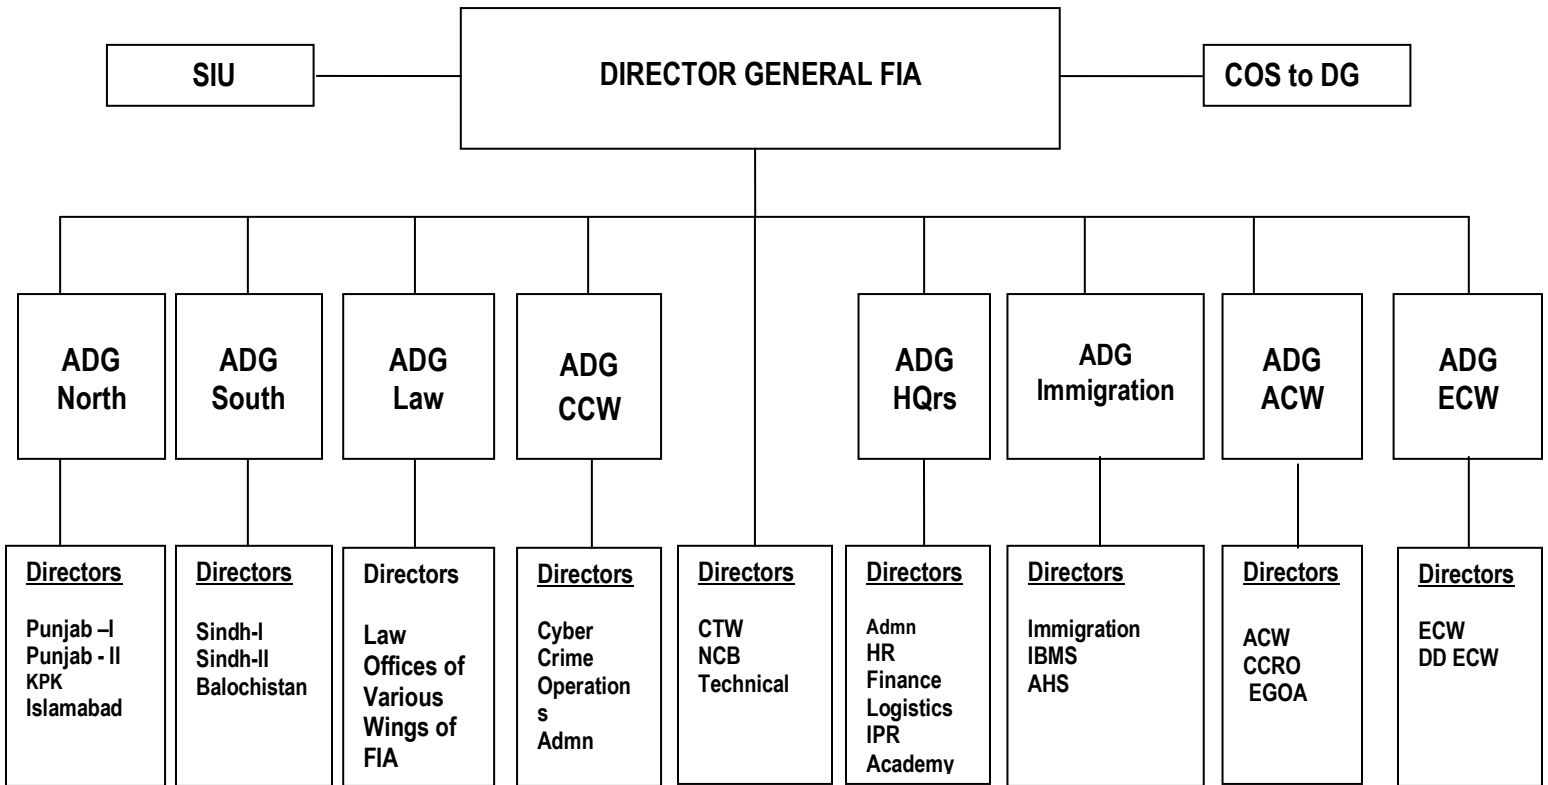 SIU
DIRECTOR GENERAL FIA
COS to DG
ADG
North
ADG
South
ADG
Law
ADG
CCW
ADG
HQrs
ADG
Immigration
ADG
ACW
ADG
ECW
Directors
Punjab –I
Punjab - II
KPK
Islamabad
Directors
Sindh-I
Sindh-II
Balochistan
Directors
Law
Offices of
Various
Wings of
FIA
Directors
Cyber
Crime
Operation
s
Admn
Directors
CTW
NCB
Technical
Directors
Admn
HR
Finance
Logistics
IPR
Academy
Directors
Immigration
IBMS
AHS
Directors
ACW
CCRO
EGOA
Directors
ECW
DD ECW